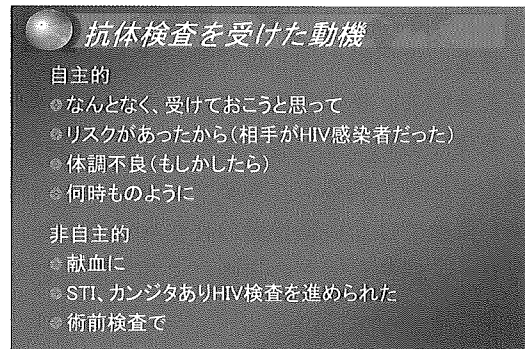 抗体検査を受けた動機
自主的
なんとなく、受けておこうと思って
リスクがあったから（相手がHIV感染者だった）
体調不良（もしかしたら）
何時ものように
非自主的
献血に
STI、カンジタありHIV検査を進められた
術前検査で